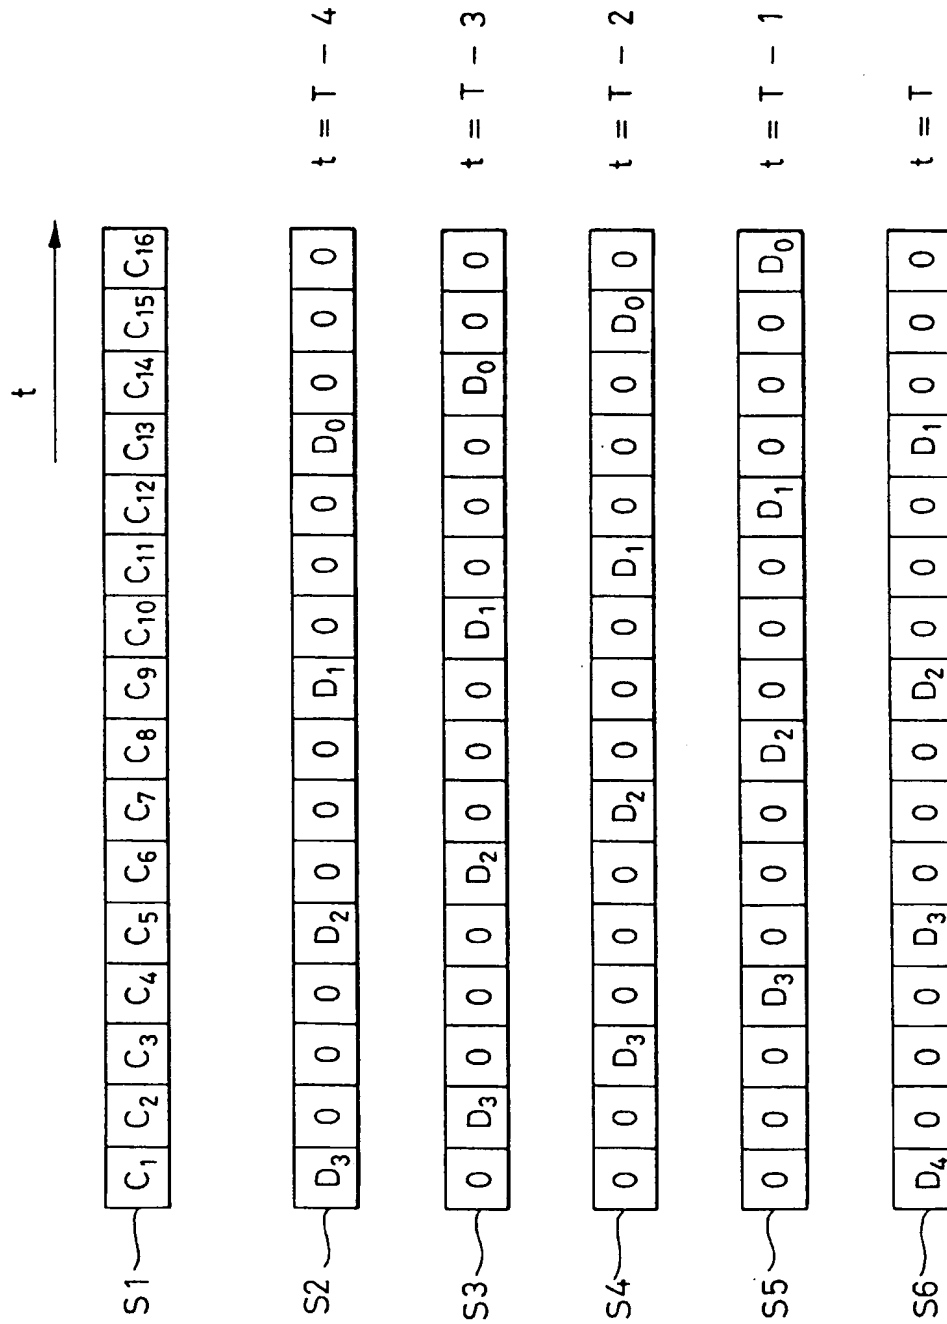 t
S1 C1 C2 C3 C4 C5 C6 C7 C8 C9 C10 C11 C12 C13 C14 C15 C16
S2 D3 0 0 0 D2 0 0 0 D1 0 0 0 D0 0 0 0 t = T - 4
S3 0 D3 0 0 0 D2 0 0 0 D1 0 0 0 D0 0 0 t = T - 3
S4 0 0 D3 0 0 0 D2 0 0 0 D1 0 0 0 D0 0 t = T - 2
S5 0 0 0 D3 0 0 0 D2 0 0 0 D1 0 0 0 D0 t = T - 1
S6 D4 0 0 0 D3 0 0 0 D2 0 0 0 D1 0 0 0 t = T